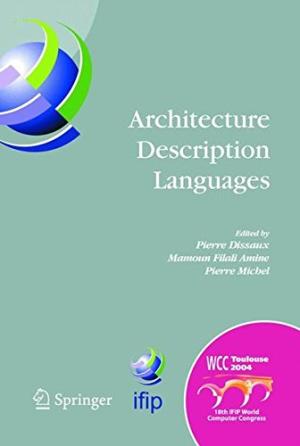 Architecture
Description
Languages
Edited by
Pierre Dissaux
Mamoun Filali Amine
Pierre Michel
Springer
ifip
WCC Toulouse
2004
18th IFIP World
Computer Congress